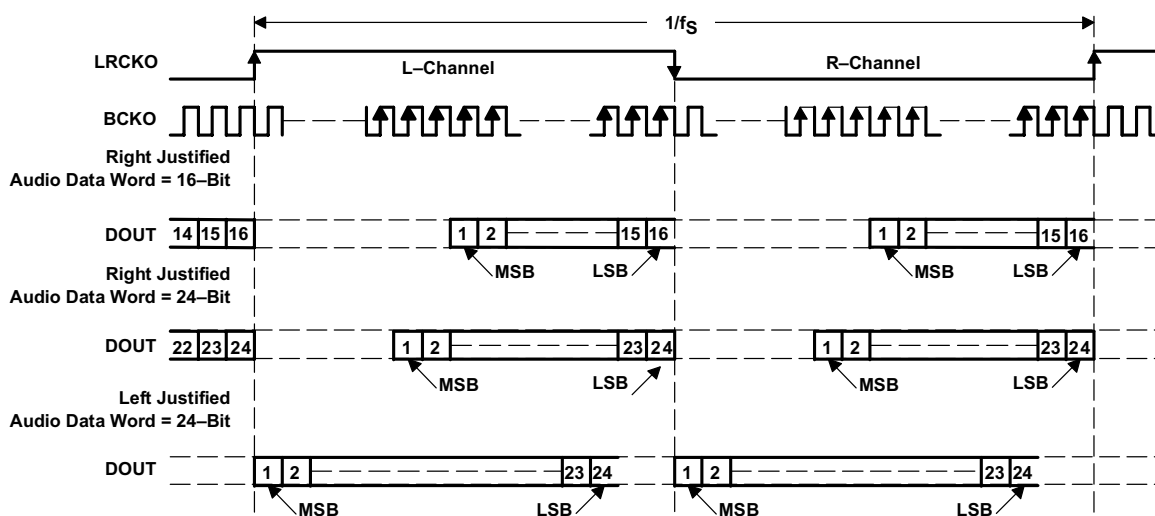 1/fS
LRCKO
L–Channel
R–Channel
BCKO
Right Justified
Audio Data Word = 16–Bit
DOUT
14 15 16
1 2
15 16
1 2
15 16
MSB
LSB
MSB
LSB
Right Justified
Audio Data Word = 24–Bit
DOUT
22 23 24
1 2
23 24
1 2
23 24
MSB
LSB
MSB
LSB
Left Justified
Audio Data Word = 24–Bit
DOUT
1 2
23 24
1 2
23 24
MSB
LSB
MSB
LSB